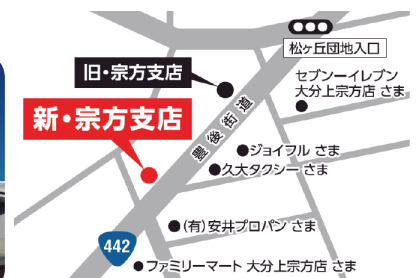 松ヶ丘団地入口
旧・宗方支店
セブンーイレブン
大分上宗方店 さま
新・宗方支店
豊後街道
ジョイフル さま
久大タクシー さま
(有)安井プロパン さま
442
ファミリーマート 大分上宗方店 さま